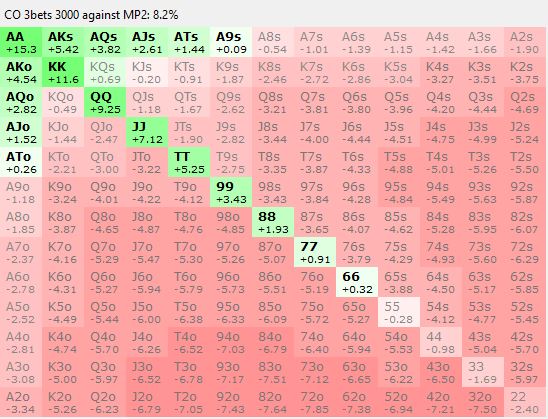 CO 3bets 3000 against MP2: 8.2%
AA AKs AQs AJs ATs A9s A8s A7s A6s A5s A4s A3s A2s
+15.3 +5.42 +3.82 +2.61 +1.44 +0.09 -0.54 -1.01 -1.39 -1.15 -1.42 -1.66 -1.90
AKo KK KQs KJs KTs K9s K8s K7s K6s K5s K4s K3s K2s
+4.54 +11.6 +0.69 -0.20 -0.91 -1.87 -2.46 -2.72 -2.86 -3.04 -3.27 -3.51 -3.75
AQo KQo QQ QJs QTs Q9s Q8s Q7s Q6s Q5s Q4s Q3s Q2s
+2.82 -0.49 +9.25 -1.18 -1.67 -2.62 -3.21 -3.81 -3.80 -3.96 -4.20 -4.44 -4.69
AJo KJo QJo JJ JTs J9s J8s J7s J6s J5s J4s J3s J2s
+1.52 -1.44 -2.47 +7.12 -1.90 -2.82 -3.44 -4.00 -4.44 -4.51 -4.75 -4.99 -5.24
ATo KTo QTo JTo TT T9s T8s T7s T6s T5s T4s T3s T2s
+0.26 -2.21 -3.00 -3.22 +5.25 -2.75 -3.35 -3.87 -4.33 -4.88 -5.01 -5.26 -5.50
A9o K9o Q9o J9o T9o 99 98s 97s 96s 95s 94s 93s 92s
-1.18 -3.24 -4.01 -4.22 -4.12 +3.43 -3.43 -3.84 -4.28 -4.84 -5.49 -5.63 -5.87
A8o K8o Q8o J8o T8o 98o 88 87s 86s 85s 84s 83s 82s
-1.85 -3.87 -4.65 -4.87 -4.76 -4.85 +1.93 -3.65 -4.07 -4.62 -5.28 -5.95 -6.07
A7o K7o Q7o J7o T7o 97o 87o 77 76s 75s 74s 73s 72s
-2.37 -4.16 -5.29 -5.47 -5.30 -5.26 -5.07 +0.91 -3.79 -4.29 -4.93 -5.60 -6.29
A6o K6o Q6o J6o T6o 96o 86o 76o 66 65s 64s 63s 62s
-2.78 -4.31 -5.27 -5.94 -5.79 -5.73 -5.51 -5.19 +0.32 -3.88 -4.50 -5.17 -5.85
A5o K5o Q5o J5o T5o 95o 85o 75o 65o 55 54s 53s 52s
-2.52 -4.49 -5.44 -6.00 -6.38 -6.33 -6.09 -5.72 -5.27 -0.28 -4.12 -4.77 -5.45
A4o K4o Q4o J4o T4o 94o 84o 74o 64o 54o 44 43s 42s
-2.81 -4.74 -5.70 -6.26 -6.52 -7.03 -6.79 -6.40 -5.94 -5.53 -0.98 -5.04 -5.70
A3o K3o Q3o J3o T3o 93o 83o 73o 63o 53o 43o 33 32s
-3.08 -5.00 -5.97 -6.52 -6.78 -7.17 -7.51 -7.12 -6.65 -6.22 -6.50 -1.69 -5.97
A2o K2o Q2o J2o T2o 92o 82o 72o 62o 52o 42o 32o 22
-3.34 -5.26 -6.23 -6.79 -7.05 -7.43 -7.64 -7.85 -7.38 -6.94 -7.21 -7.50 -2.40